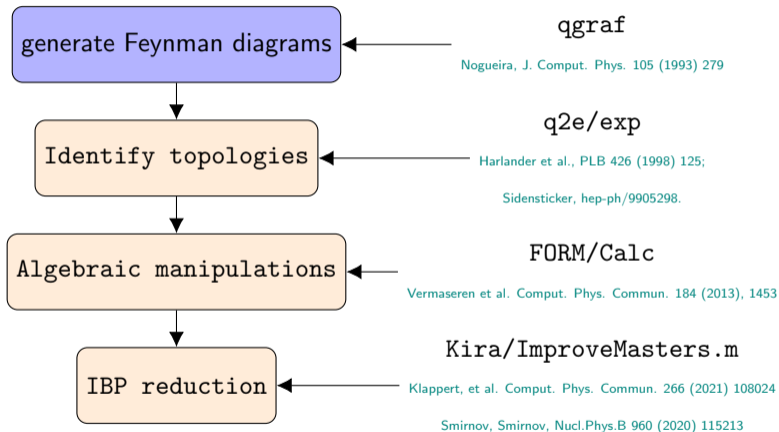 generate Feynman diagrams
qgraf
Nogueira, J. Comput. Phys. 105 (1993) 279
Identify topologies
q2e/exp
Harlander et al., PLB 426 (1998) 125;
Sidensticker, hep-ph/9905298.
Algebraic manipulations
FORM/Calc
Vermaseren et al. Comput. Phys. Commun. 184 (2013), 1453
IBP reduction
Kira/ImproveMasters.m
Klappert, et al. Comput. Phys. Commun. 266 (2021) 108024
Smirnov, Smirnov, Nucl.Phys.B 960 (2020) 115213